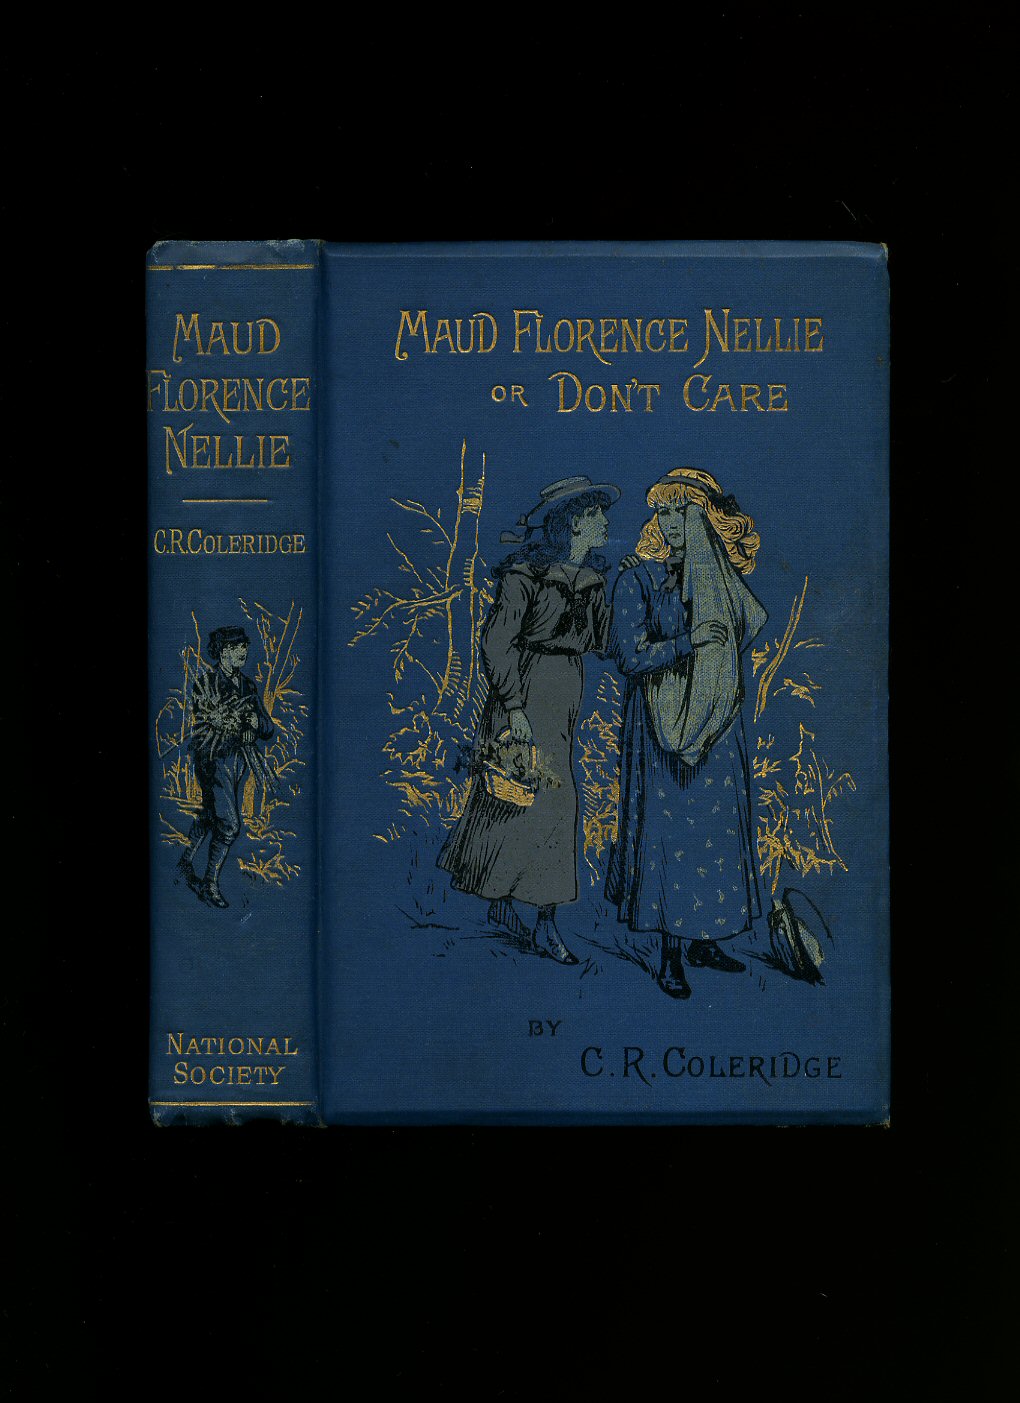 MAUD
FLORENCE
NELLIE
C.R.COLERIDGE
NATIONAL
SOCIETY
MAUD FLORENCE NELLIE
OR DON'T CARE
BY
C. R. COLERIDGE